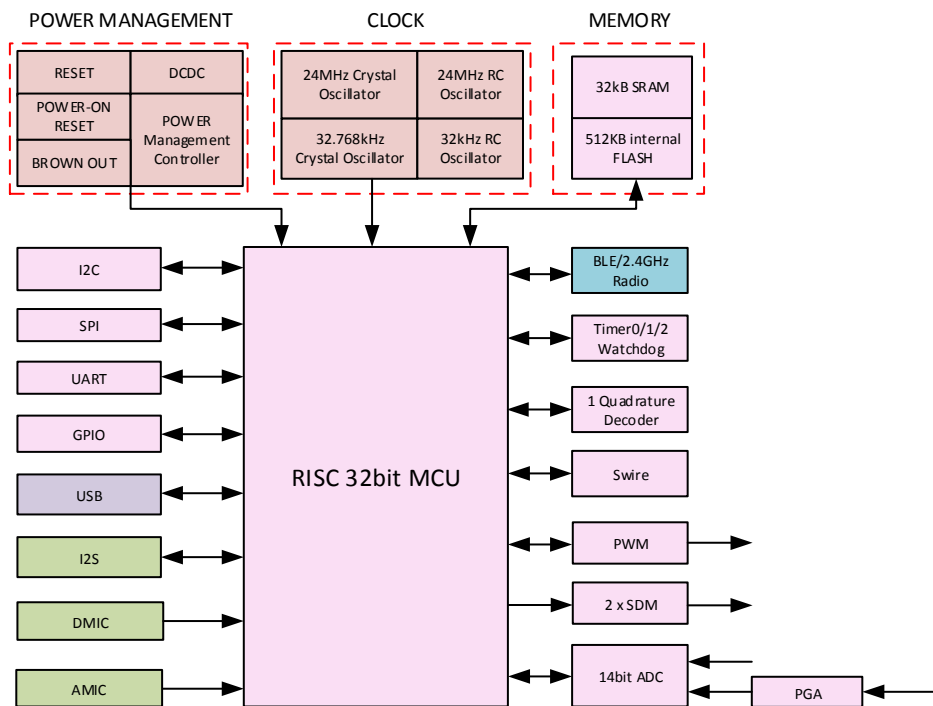 POWER MANAGEMENT
CLOCK
MEMORY
RESET
DCDC
POWER-ON
RESET
POWER
Management
Controller
BROWN OUT
24MHz Crystal
Oscillator
24MHz RC
Oscillator
32.768kHz
Crystal Oscillator
32kHz RC
Oscillator
32kB SRAM
512KB internal
FLASH
I2C
SPI
UART
GPIO
USB
I2S
DMIC
AMIC
RISC 32bit MCU
BLE/2.4GHz
Radio
Timer0/1/2
Watchdog
1 Quadrature
Decoder
Swire
PWM
2 x SDM
14bit ADC
PGA